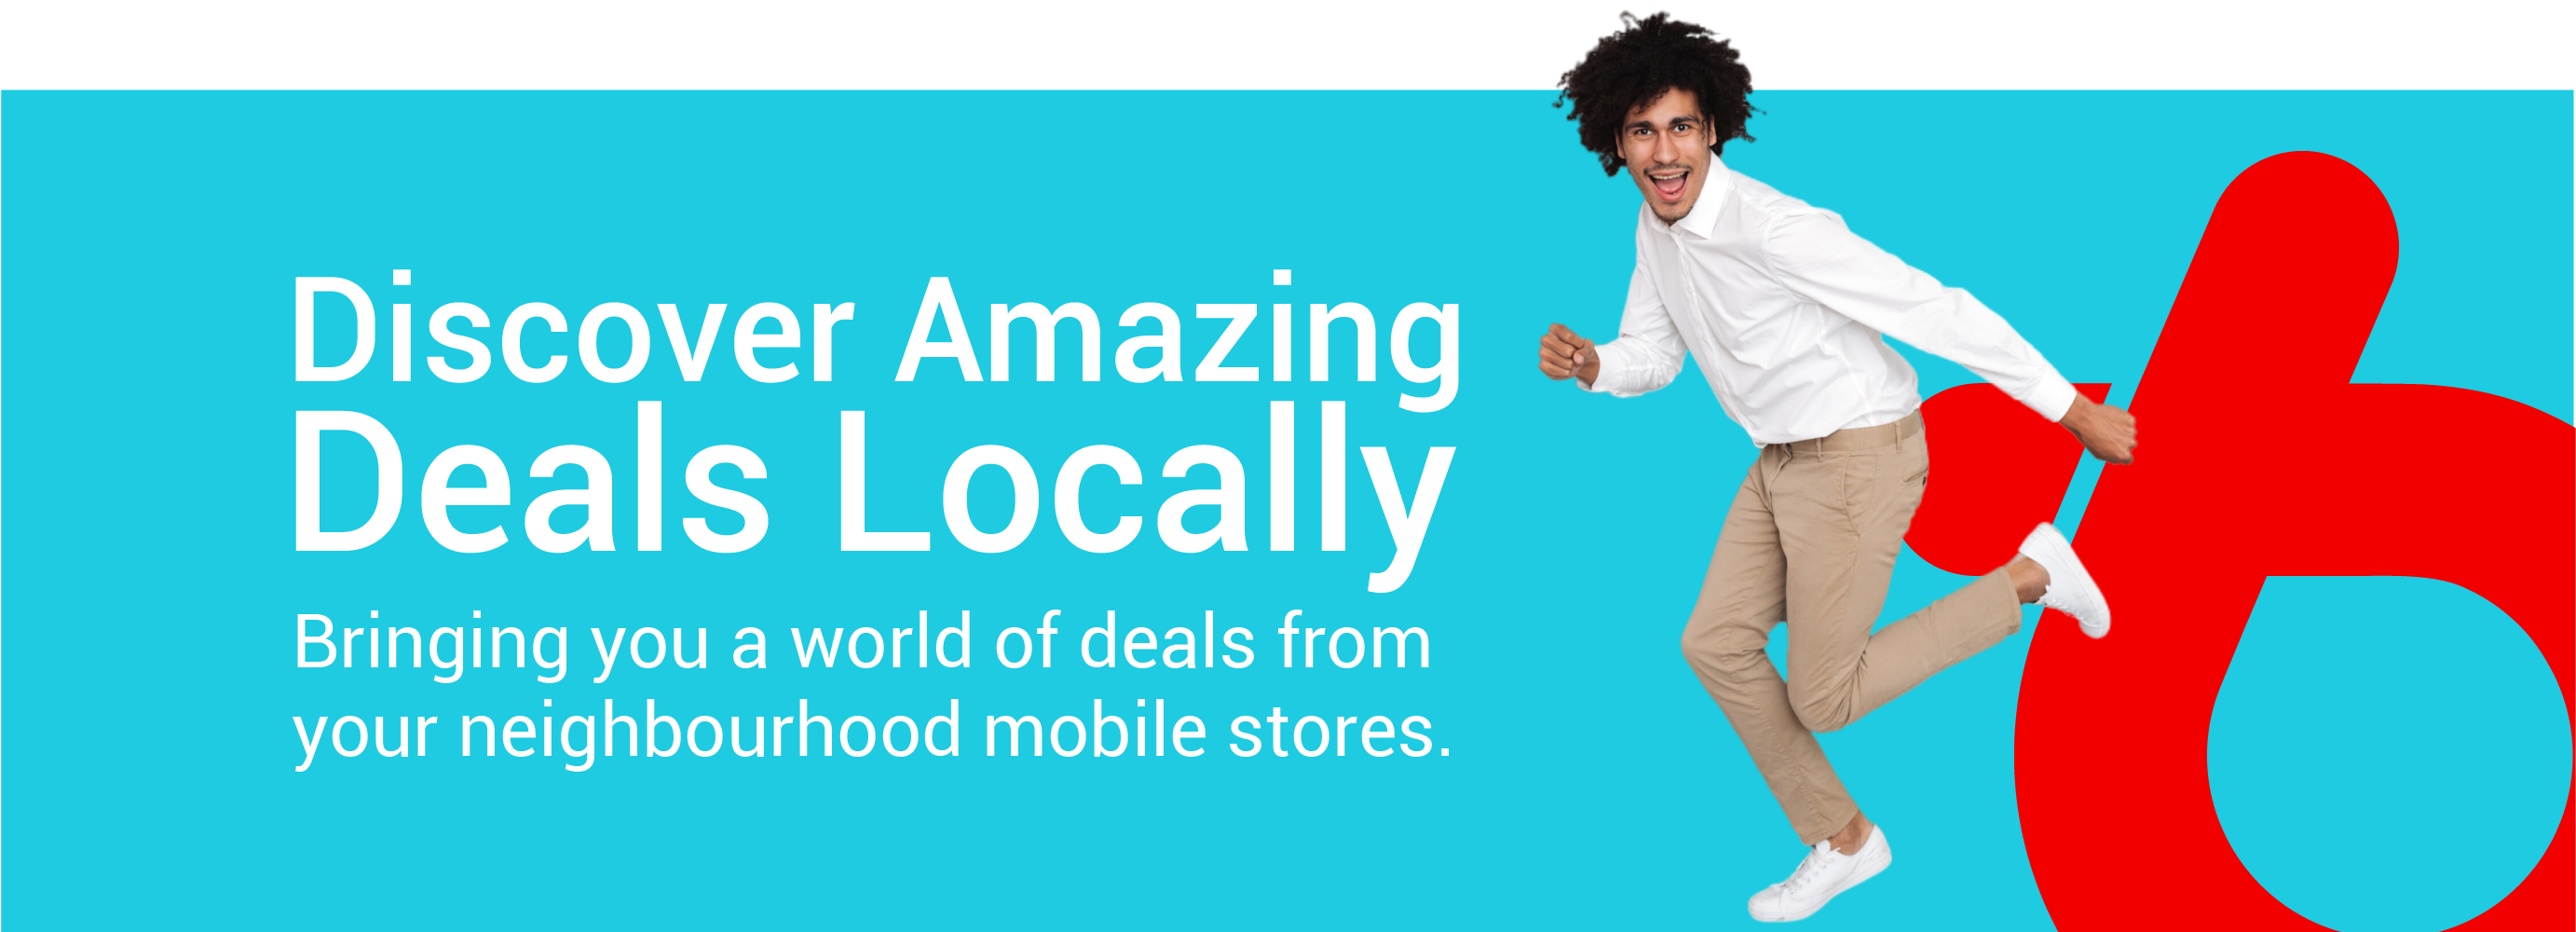 Discover Amazing
Deals Locally
Bringing you a world of deals from
your neighbourhood mobile stores.